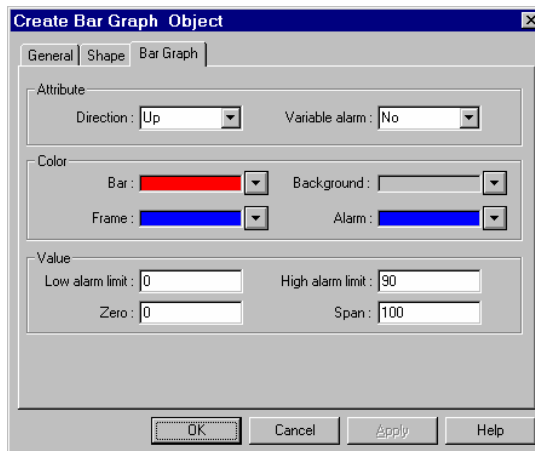 Create Bar Graph Object
General Shape Bar Graph
Attribute
Direction : Up Variable alarm : No
Color
Bar : Background :
Frame : Alarm :
Value
Low alarm limit : 0 High alarm limit : 90
Zero : 0 Span : 100
OK Cancel Apply Help